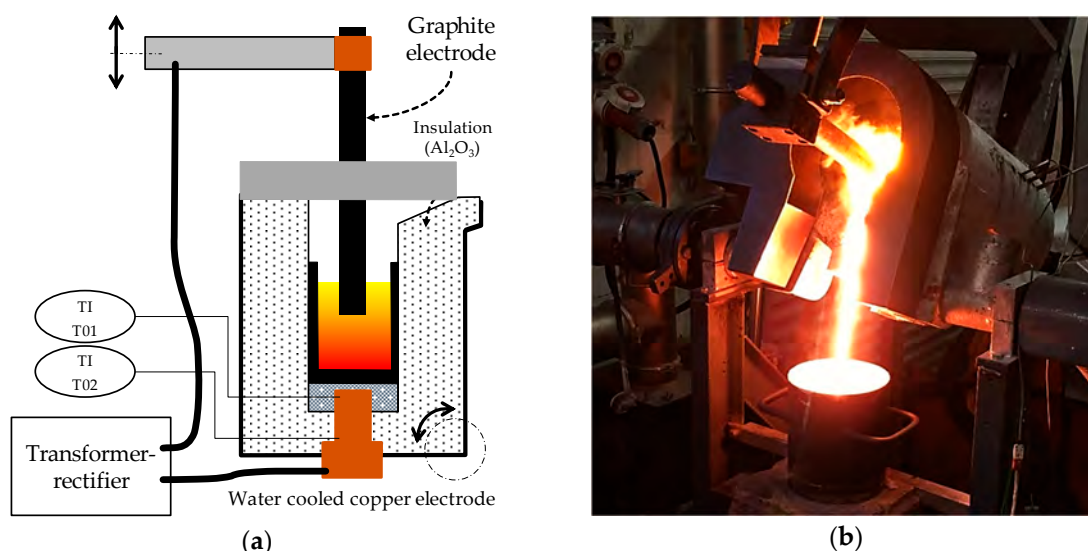 Graphite
electrode
Insulation
(Al₂O₃)
TI
T01
TI
T02
Transformer-
rectifier
Water cooled copper electrode
(a)
(b)